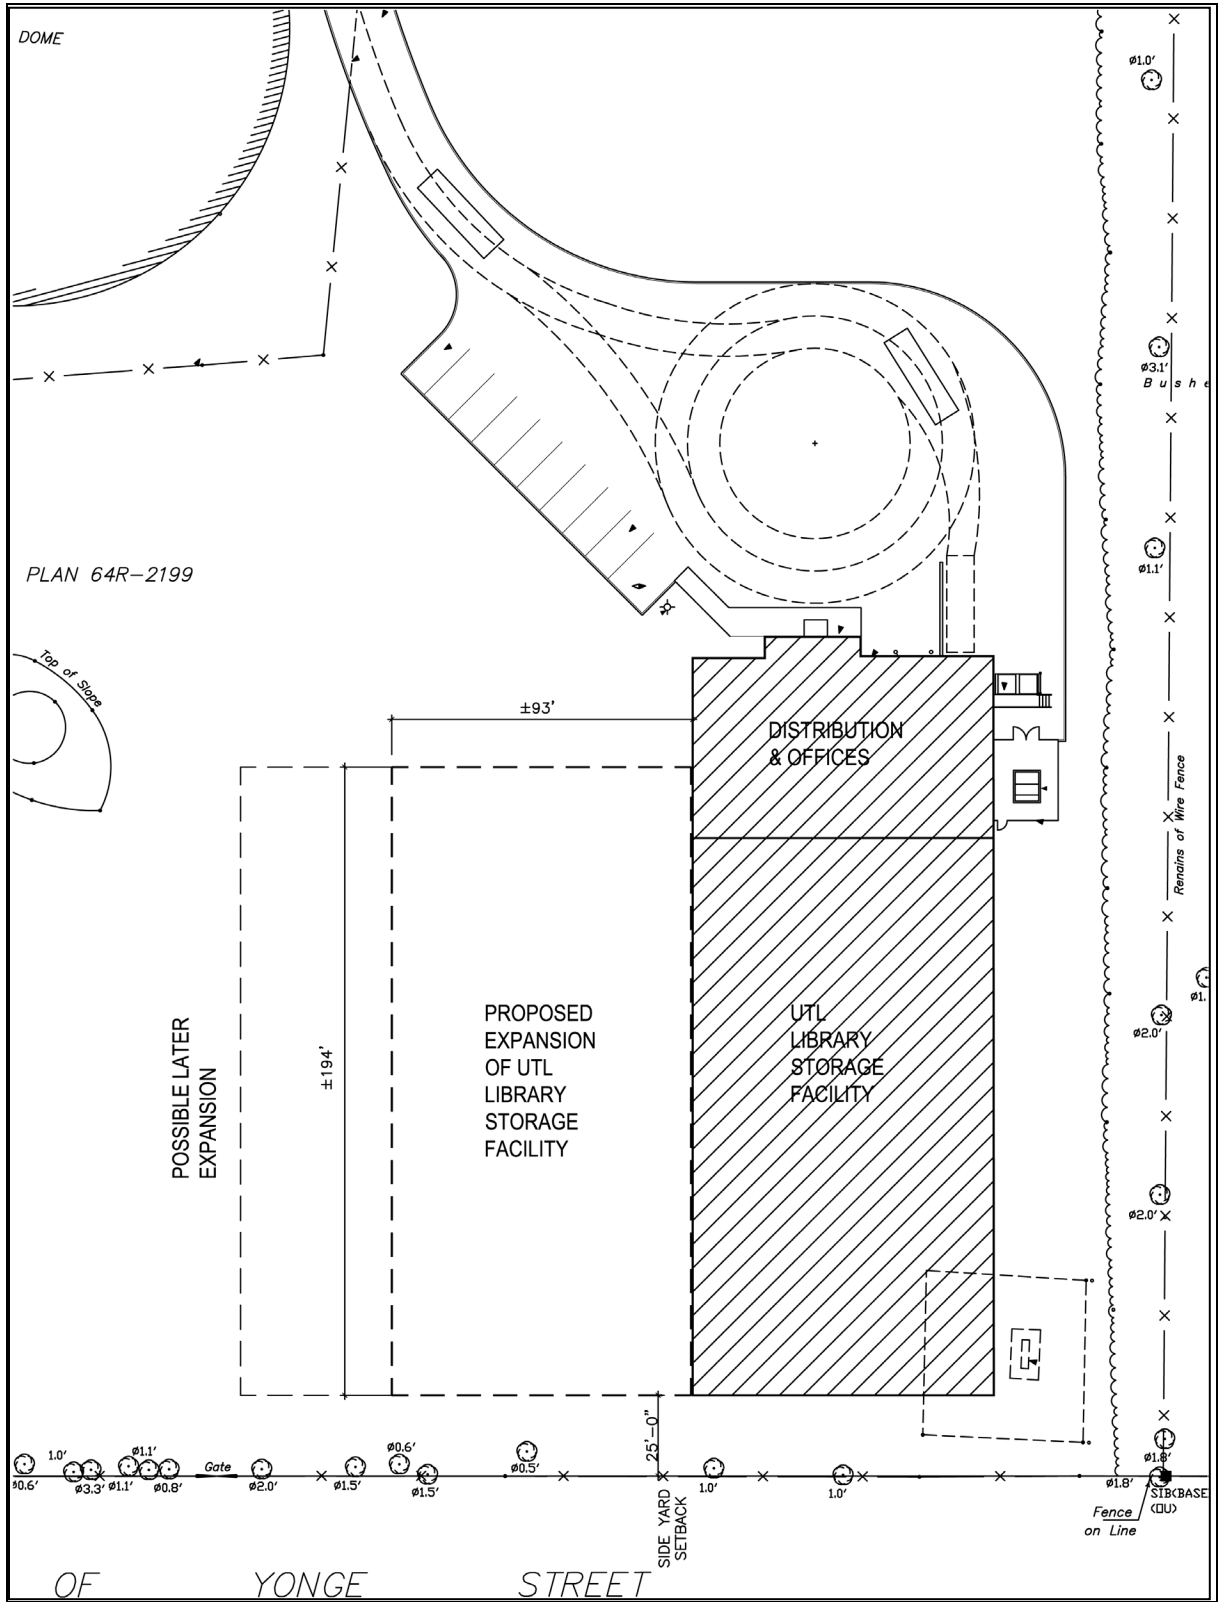 DOME
ø1.0'
ø3.1'
ø1.1'
PLAN 64R-2199
Top of Slope
±93'
DISTRIBUTION
& OFFICES
Remains of Wire Fence
POSSIBLE LATER
EXPANSION
±194'
PROPOSED
EXPANSION
OF UTL
LIBRARY
STORAGE
FACILITY
UTL
LIBRARY
STORAGE
FACILITY
ø1.
ø2.0'
ø2.0'
25'-0"
SIDE YARD
SETBACK
ø0.6'
1.0'
ø3.3'
ø1.1'
ø1.1'
ø0.8'
Gate
ø2.0'
ø1.5'
ø0.6'
ø1.5'
ø0.5'
1.0'
1.0'
ø1.8'
ø1.8'
SIB(BASE
(OU)
Fence
on Line
OF YONGE STREET